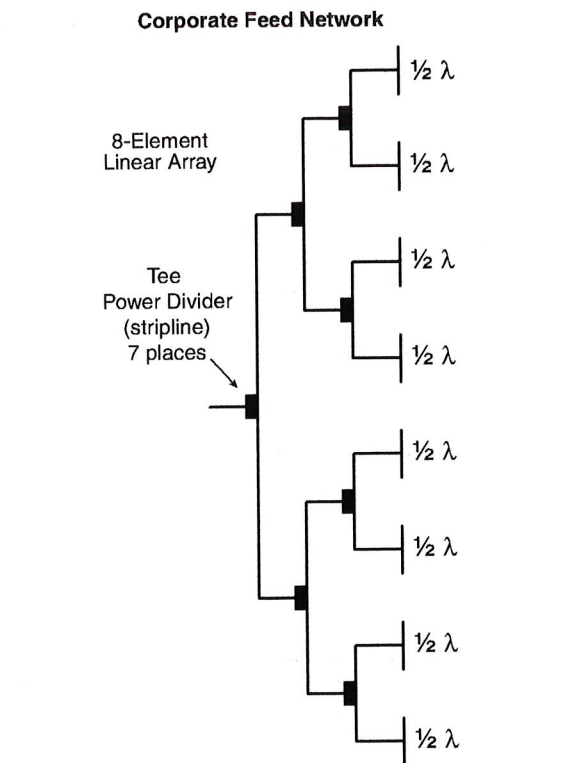 Corporate Feed Network
½ λ
8-Element
Linear Array
½ λ
½ λ
Tee
Power Divider
(stripline)
7 places
½ λ
½ λ
½ λ
½ λ
½ λ